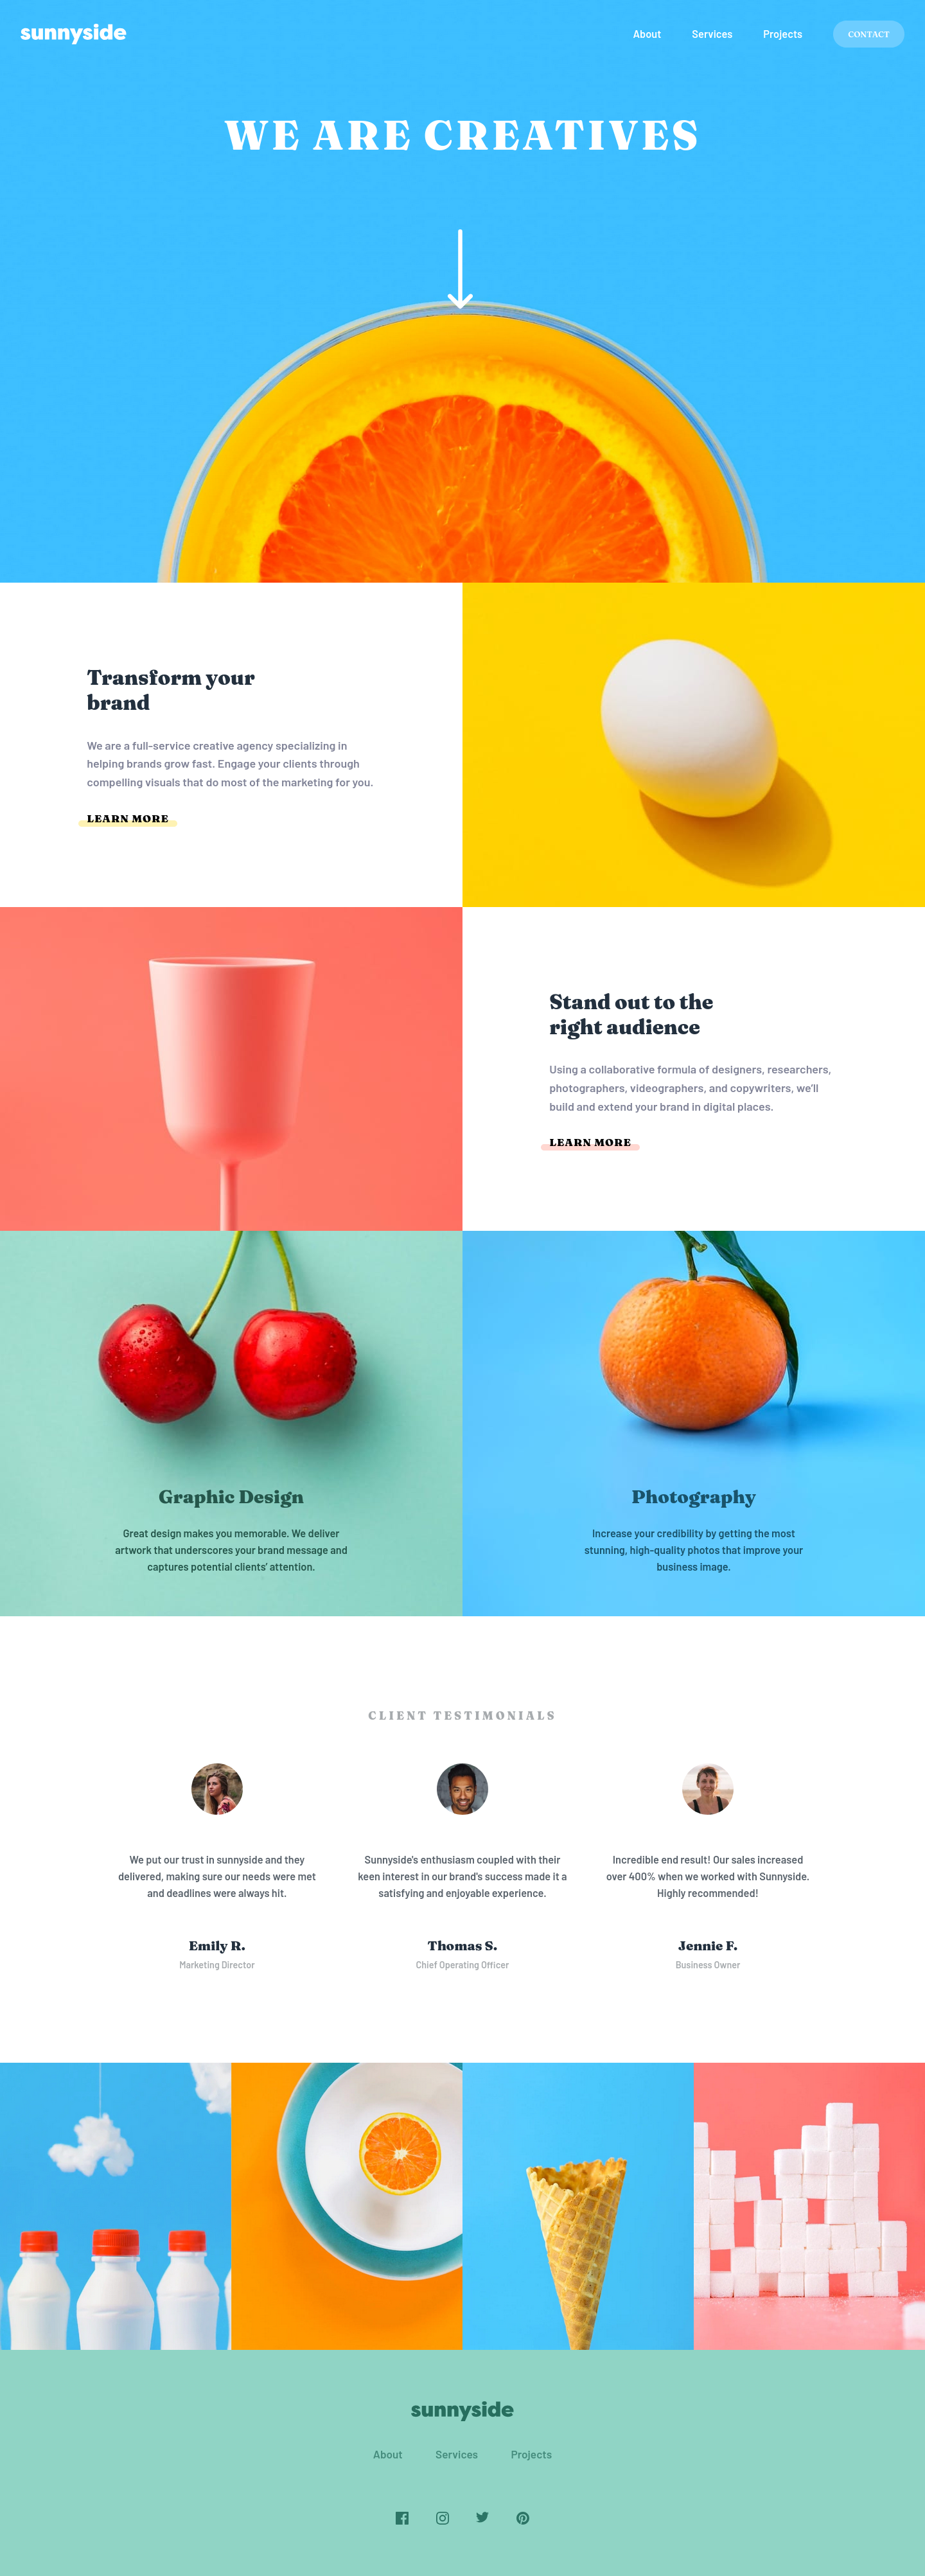 sunnyside
About Services Projects CONTACT
WE ARE CREATIVES
Transform your
brand
We are a full-service creative agency specializing in
helping brands grow fast. Engage your clients through
compelling visuals that do most of the marketing for you.
LEARN MORE
Stand out to the
right audience
Using a collaborative formula of designers, researchers,
photographers, videographers, and copywriters, we'll
build and extend your brand in digital places.
LEARN MORE
Graphic Design
Great design makes you memorable. We deliver
artwork that underscores your brand message and
captures potential clients' attention.
Photography
Increase your credibility by getting the most
stunning, high-quality photos that improve your
business image.
CLIENT TESTIMONIALS
We put our trust in sunnyside and they
delivered, making sure our needs were met
and deadlines were always hit.
Emily R.
Marketing Director
Sunnyside's enthusiasm coupled with their
keen interest in our brand's success made it a
satisfying and enjoyable experience.
Thomas S.
Chief Operating Officer
Incredible end result! Our sales increased
over 400% when we worked with Sunnyside.
Highly recommended!
Jennie F.
Business Owner
sunnyside
About Services Projects